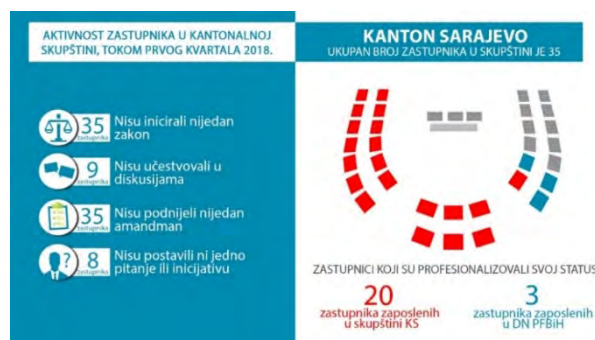 AKTIVNOST ZASTUPNIKA U KANTONALNOJ
SKUPŠTINI, TOKOM PRVOG KVARTALA 2018.
35
zastupnika
Nisu inicirali nijedan
zakon
9
zastupnika
Nisu učestvovali u
diskusijama
35
zastupnika
Nisu podnijeli nijedan
amandman
8
zastupnika
Nisu postavili ni jedno
pitanje ili inicijativu
?
KANTON SARAJEVO
UKUPAN BROJ ZASTUPNIKA U SKUPŠTINI JE 35
ZASTUPNICI KOJI SU PROFESIONALIZOVALI SVOJ STATUS
20
zastupnika zaposlenih
u skupštini KS
3
zastupnika zaposlenih
u DN PFBiH